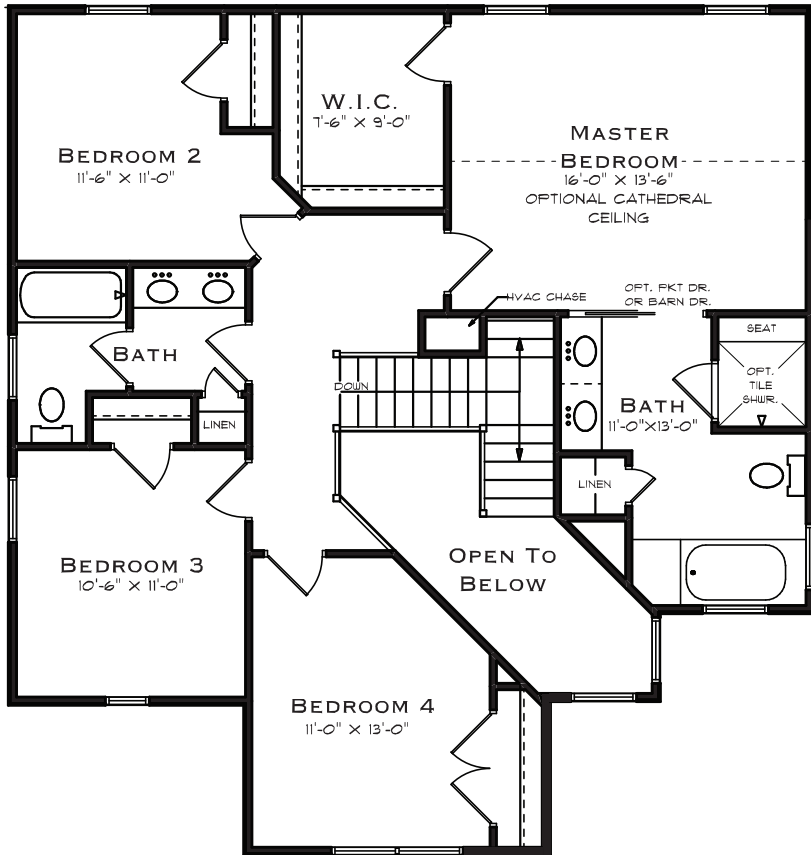 W.I.C.
7'-6" X 9'-0"
BEDROOM 2
11'-6" X 11'-0"
MASTER
BEDROOM
16'-0" X 13'-6"
OPTIONAL CATHEDRAL
CEILING
HVAC CHASE
OPT. PKT DR.
OR BARN DR.
SEAT
OPT.
TILE
SHWR.
BATH
DOWN
LINEN
BATH
11'-0"X13'-0"
LINEN
BEDROOM 3
10'-6" X 11'-0"
OPEN TO
BELOW
BEDROOM 4
11'-0" X 13'-0"